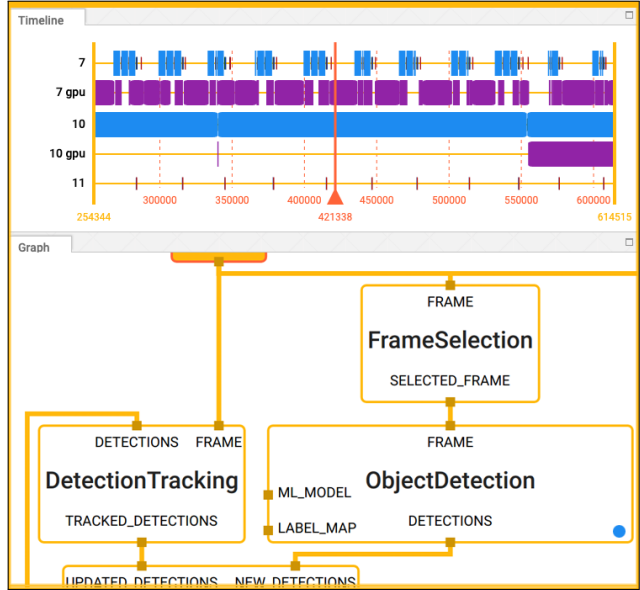 Timeline
7
7 gpu
10
10 gpu
11
300000 350000 400000 450000 500000 550000 600000
254344 421338 614515
Graph
FRAME
FrameSelection
SELECTED_FRAME
DETECTIONS FRAME
FRAME
DetectionTracking
ObjectDetection
ML_MODEL
TRACKED_DETECTIONS
DETECTIONS
LABEL_MAP
UPDATED_DETECTIONS NEW_DETECTIONS